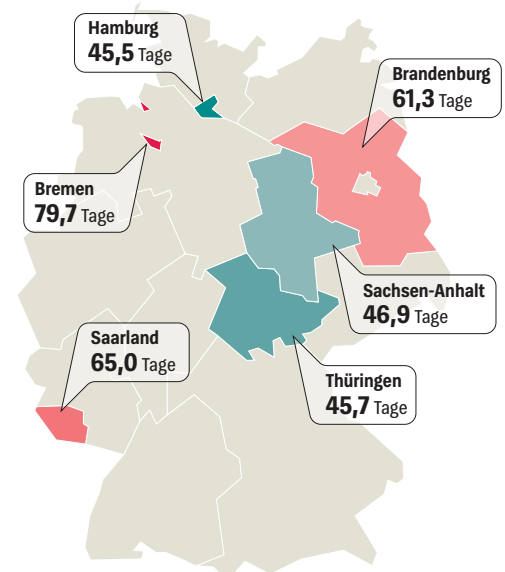 Hamburg
45,5 Tage
Brandenburg
61,3 Tage
Bremen
79,7 Tage
Sachsen-Anhalt
46,9 Tage
Saarland
65,0 Tage
Thüringen
45,7 Tage